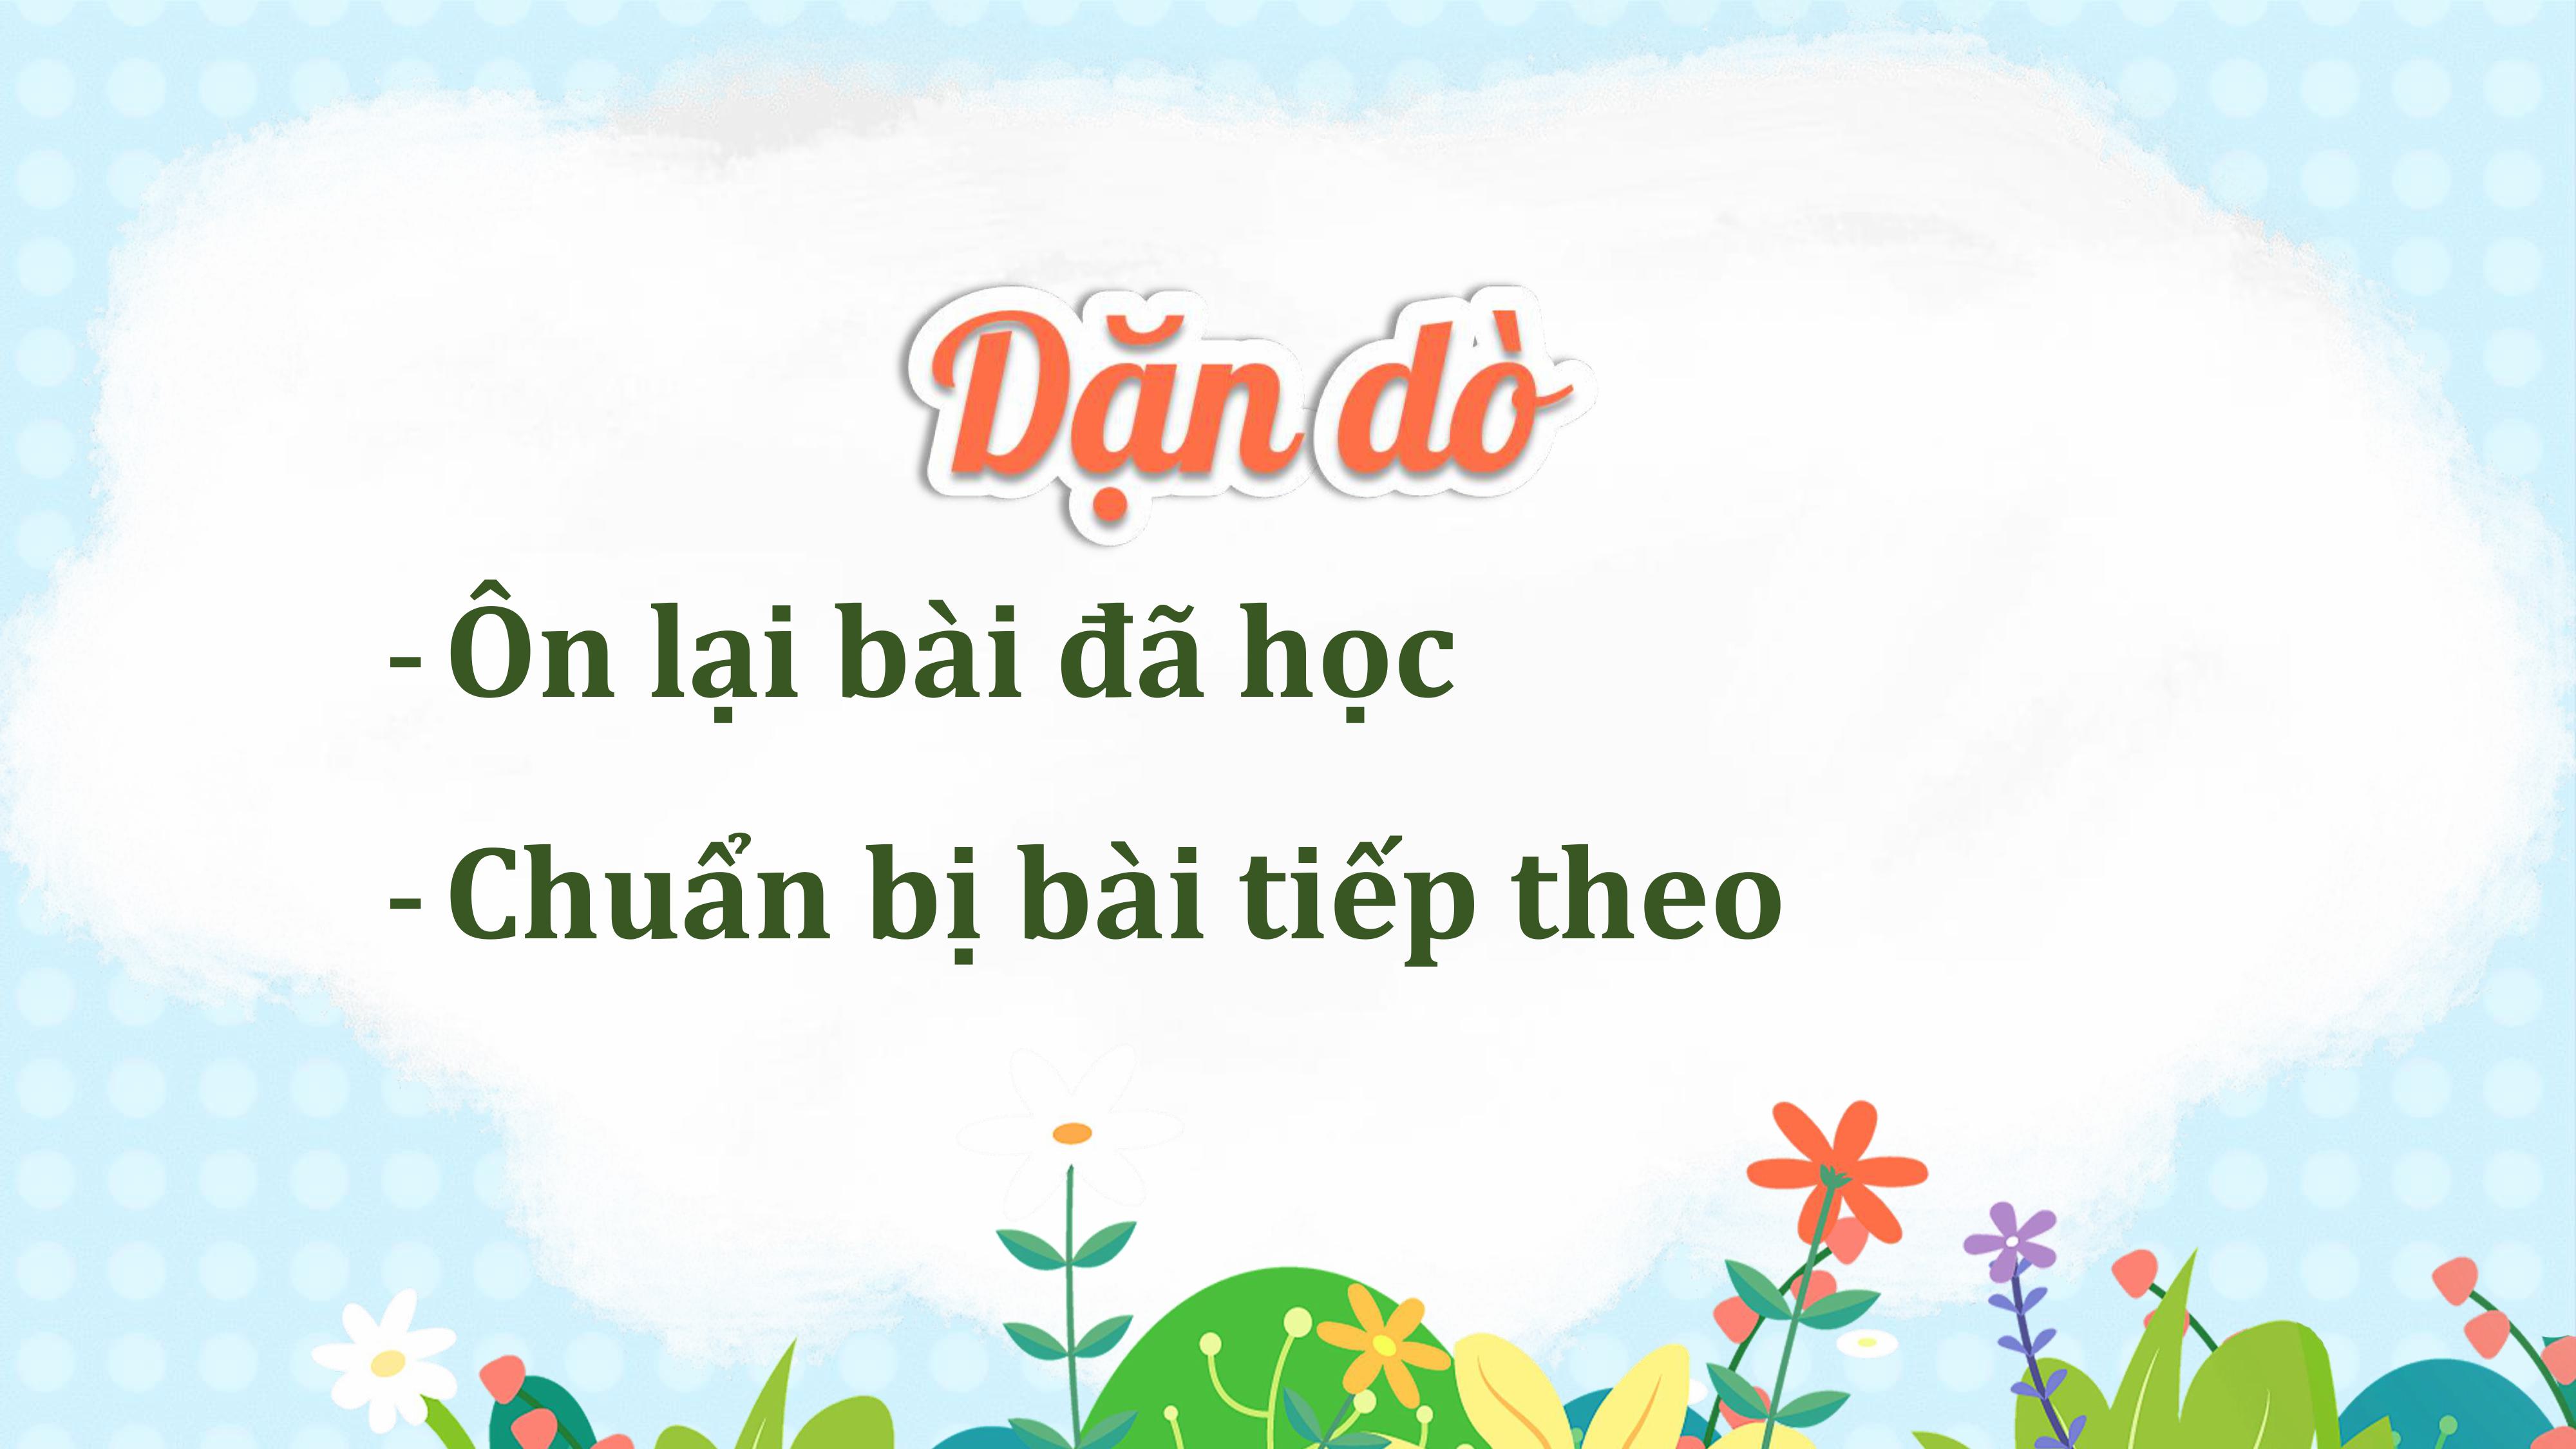 Dặn dò
- Ôn lại bài đã học
- Chuẩn bị bài tiếp theo